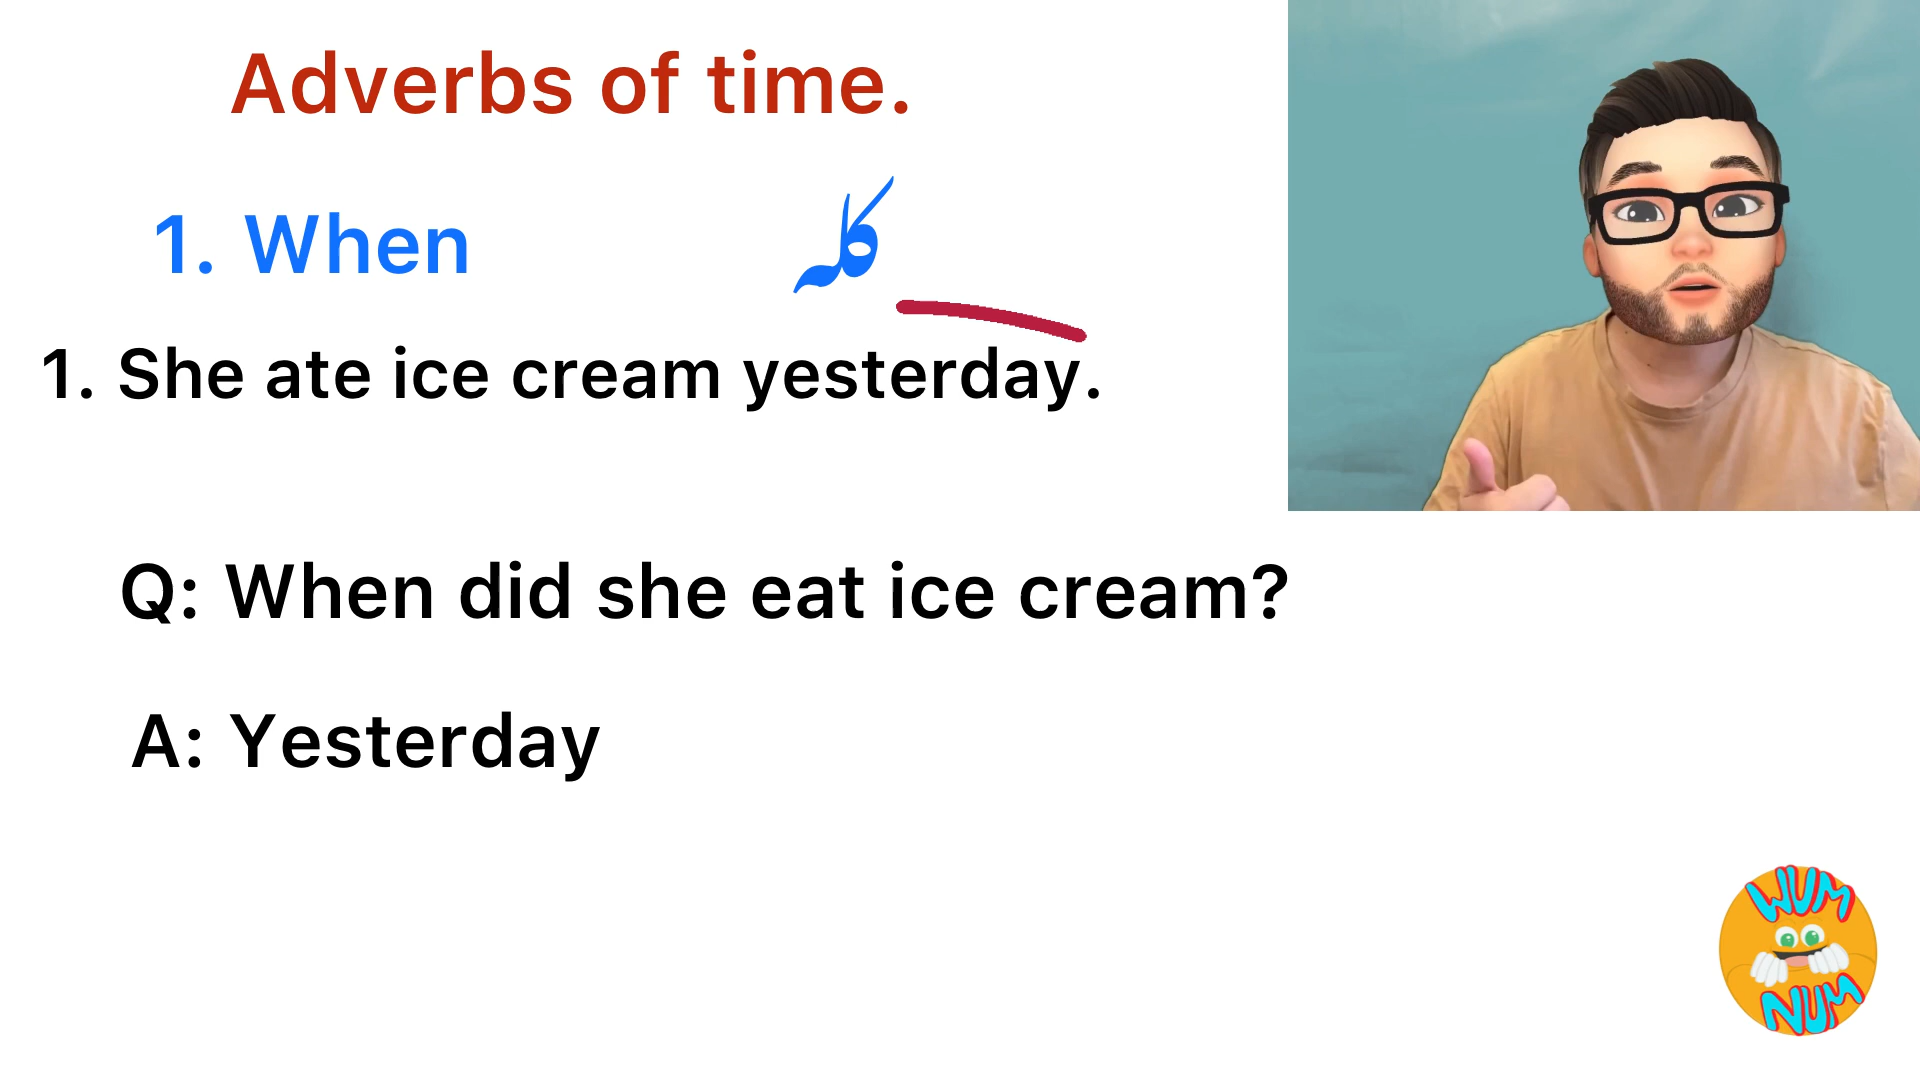 Adverbs of time.
1. When کله
1. She ate ice cream yesterday.
Q: When did she eat ice cream?
A: Yesterday
WUM
NUM